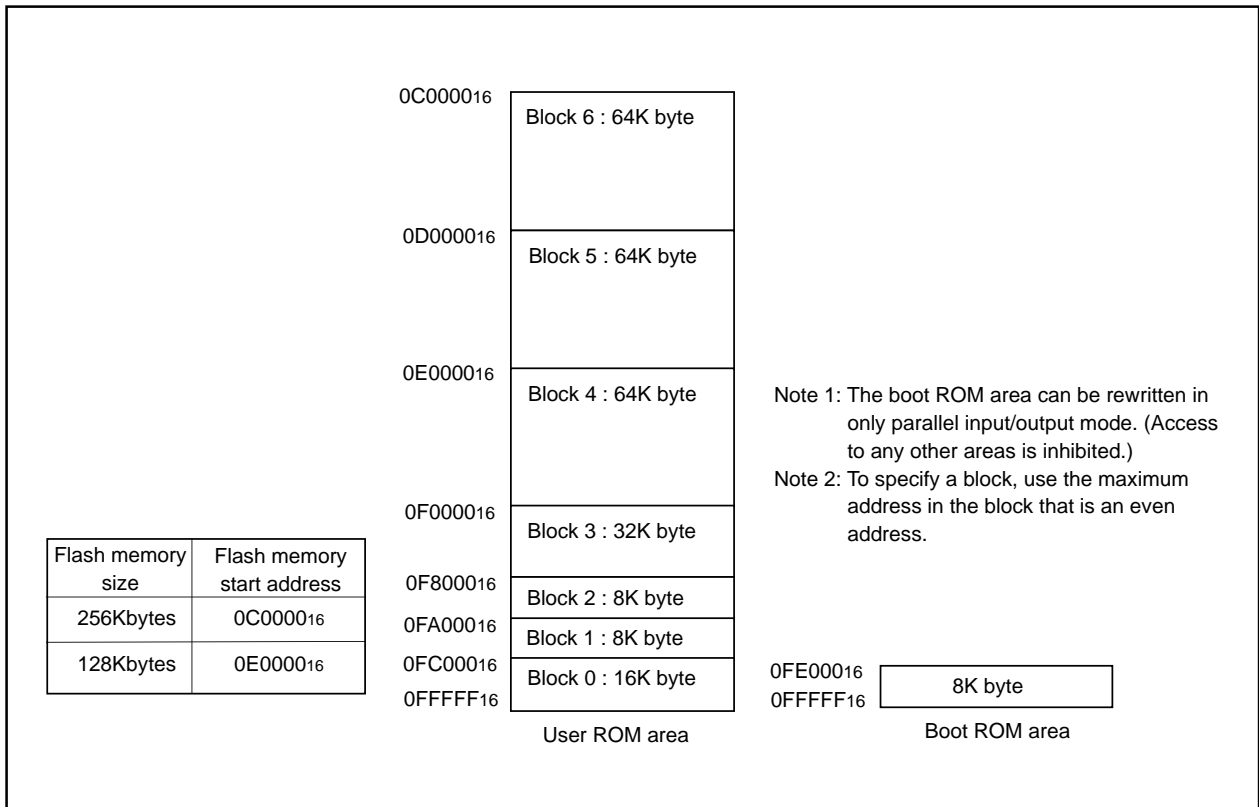 0C000016
Block 6 : 64K byte
0D000016
Block 5 : 64K byte
0E000016
Block 4 : 64K byte
0F000016
Block 3 : 32K byte
0F800016
Block 2 : 8K byte
0FA00016
Block 1 : 8K byte
0FC00016
Block 0 : 16K byte
0FFFFF16
User ROM area
Flash memory size
Flash memory start address
256Kbytes
0C000016
128Kbytes
0E000016
Note 1: The boot ROM area can be rewritten in
only parallel input/output mode. (Access
to any other areas is inhibited.)
Note 2: To specify a block, use the maximum
address in the block that is an even
address.
0FE00016
8K byte
0FFFFF16
Boot ROM area